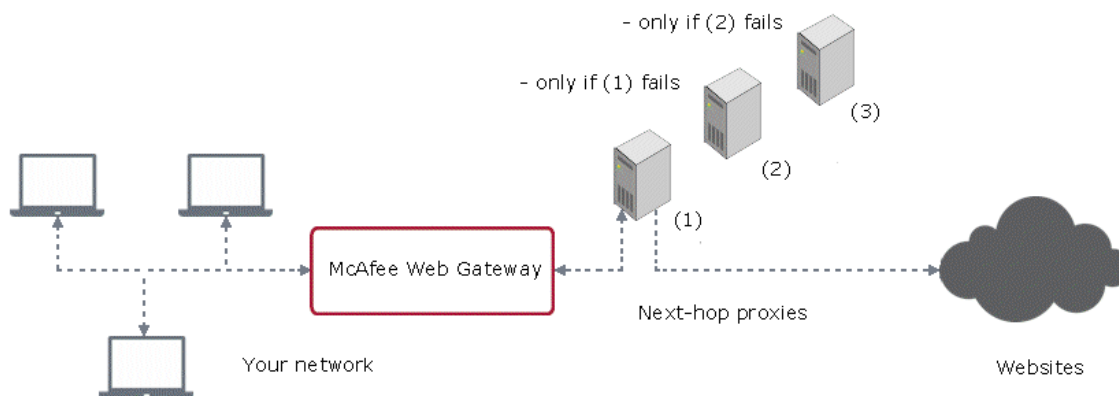 - only if (2) fails
- only if (1) fails
(3)
(2)
(1)
McAfee Web Gateway
Next-hop proxies
Your network
Websites